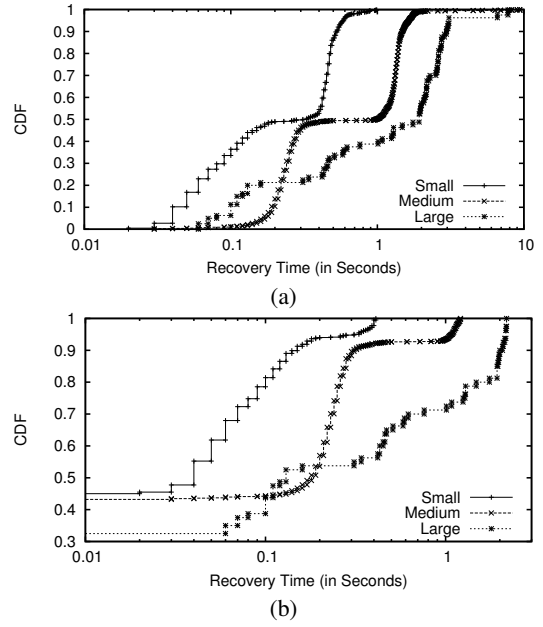 1
0.9
0.8
0.7
0.6
0.5
0.4
0.3
0.2
0.1
0
CDF
Small
Medium
Large
0.01
0.1
1
10
Recovery Time (in Seconds)
(a)
1
0.9
0.8
0.7
0.6
0.5
0.4
0.3
CDF
Small
Medium
Large
0.01
0.1
1
Recovery Time (in Seconds)
(b)